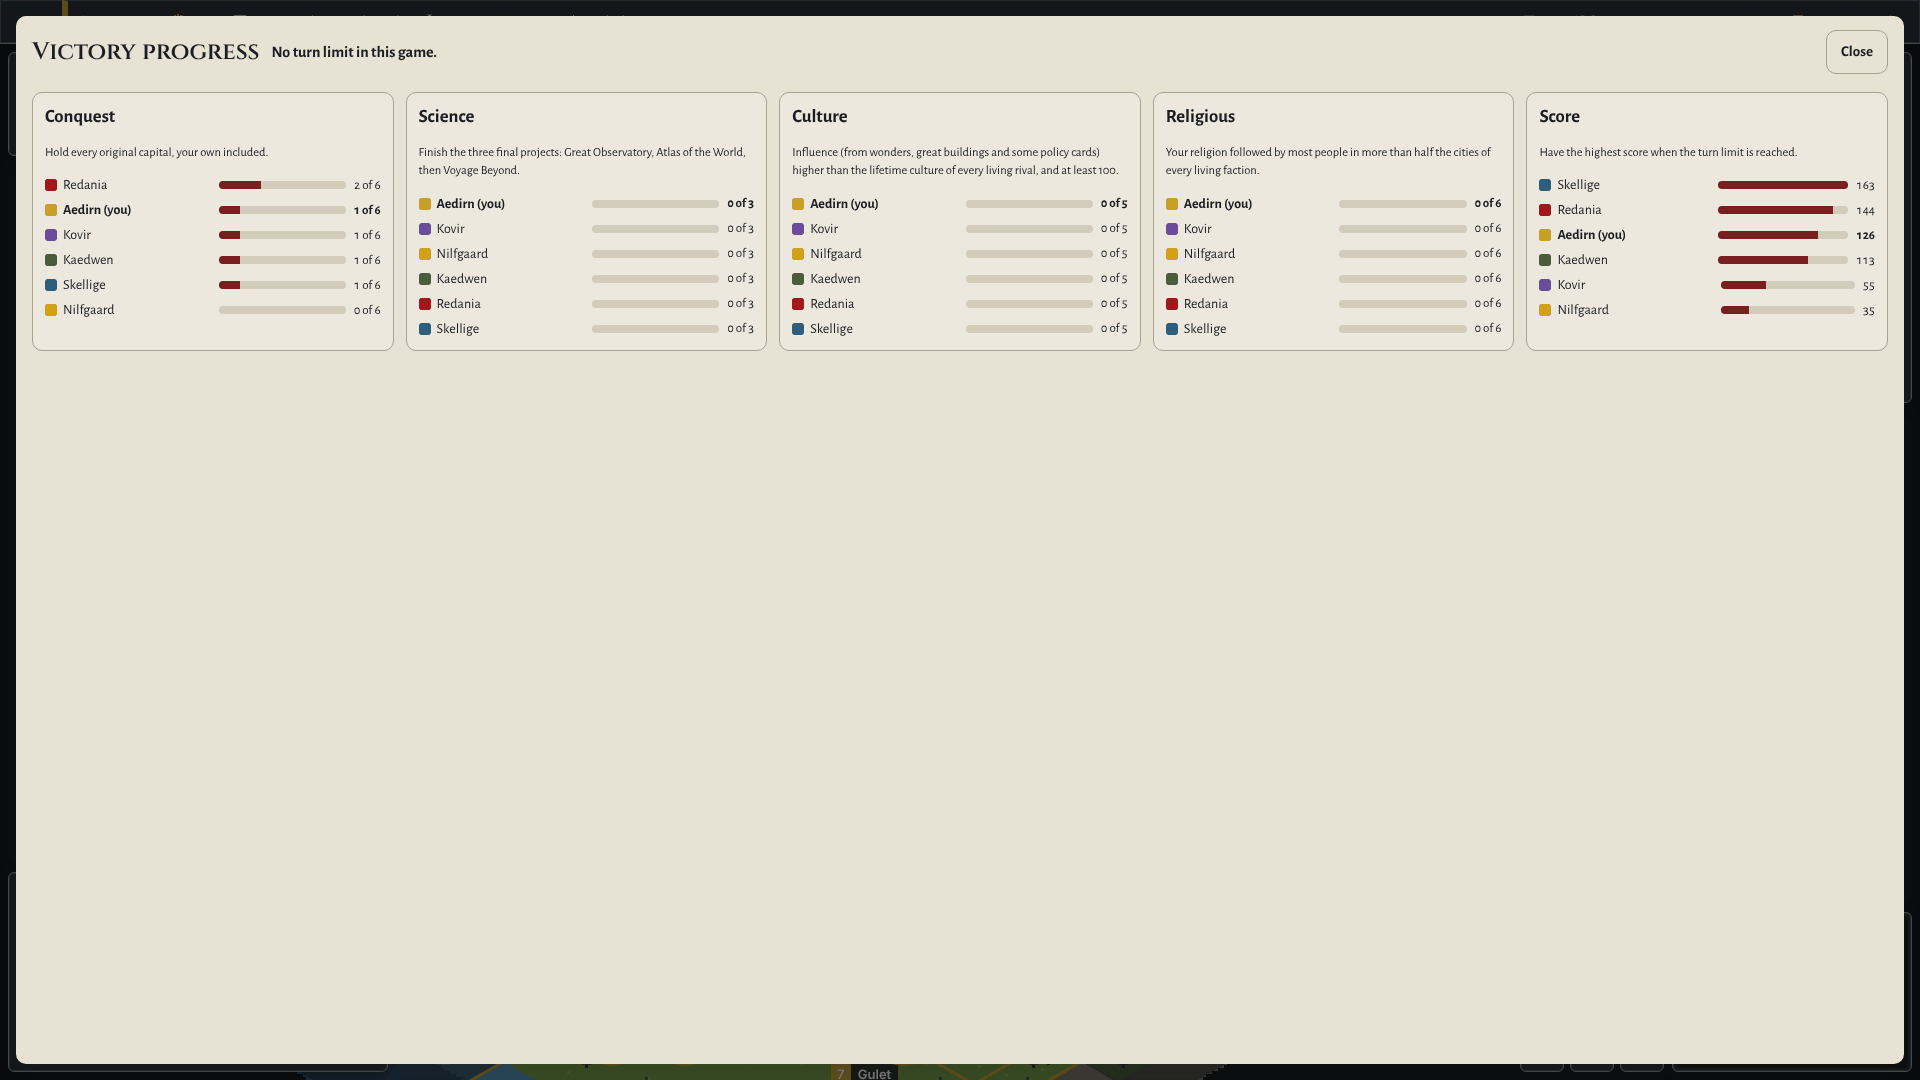 Victory progress No turn limit in this game.
Close
Conquest
Hold every original capital, your own included.
Redania 2 of 6
Aedirn (you) 1 of 6
Kovir 1 of 6
Kaedwen 1 of 6
Skellige 1 of 6
Nilfgaard 0 of 6
Science
Finish the three final projects: Great Observatory, Atlas of the World,
then Voyage Beyond.
Aedirn (you) 0 of 3
Kovir 0 of 3
Nilfgaard 0 of 3
Kaedwen 0 of 3
Redania 0 of 3
Skellige 0 of 3
Culture
Influence (from wonders, great buildings and some policy cards)
higher than the lifetime culture of every living rival, and at least 100.
Aedirn (you) 0 of 5
Kovir 0 of 5
Nilfgaard 0 of 5
Kaedwen 0 of 5
Redania 0 of 5
Skellige 0 of 5
Religious
Your religion followed by most people in more than half the cities of
every living faction.
Aedirn (you) 0 of 6
Kovir 0 of 6
Nilfgaard 0 of 6
Kaedwen 0 of 6
Redania 0 of 6
Skellige 0 of 6
Score
Have the highest score when the turn limit is reached.
Skellige 163
Redania 144
Aedirn (you) 126
Kaedwen 113
Kovir 55
Nilfgaard 35
7 Gulet